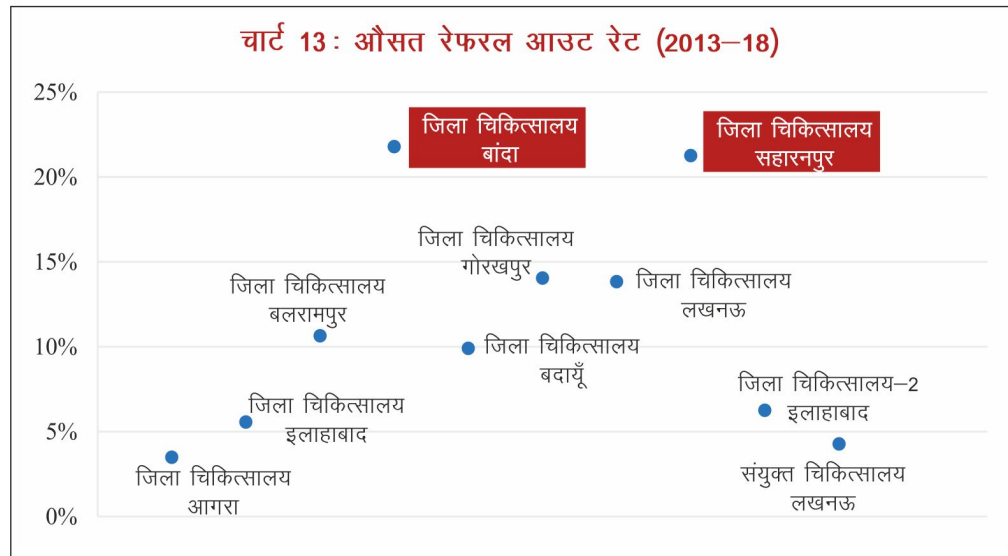 चार्ट 13: औसत रेफरल आउट रेट (2013–18)
25%
20%
15%
10%
5%
0%
जिला चिकित्सालय
बांदा
जिला चिकित्सालय
सहारनपुर
जिला चिकित्सालय
गोरखपुर
जिला चिकित्सालय
लखनऊ
जिला चिकित्सालय
बलरामपुर
जिला चिकित्सालय
बदायूँ
जिला चिकित्सालय–2
इलाहाबाद
जिला चिकित्सालय
इलाहाबाद
जिला चिकित्सालय
आगरा
संयुक्त चिकित्सालय
लखनऊ